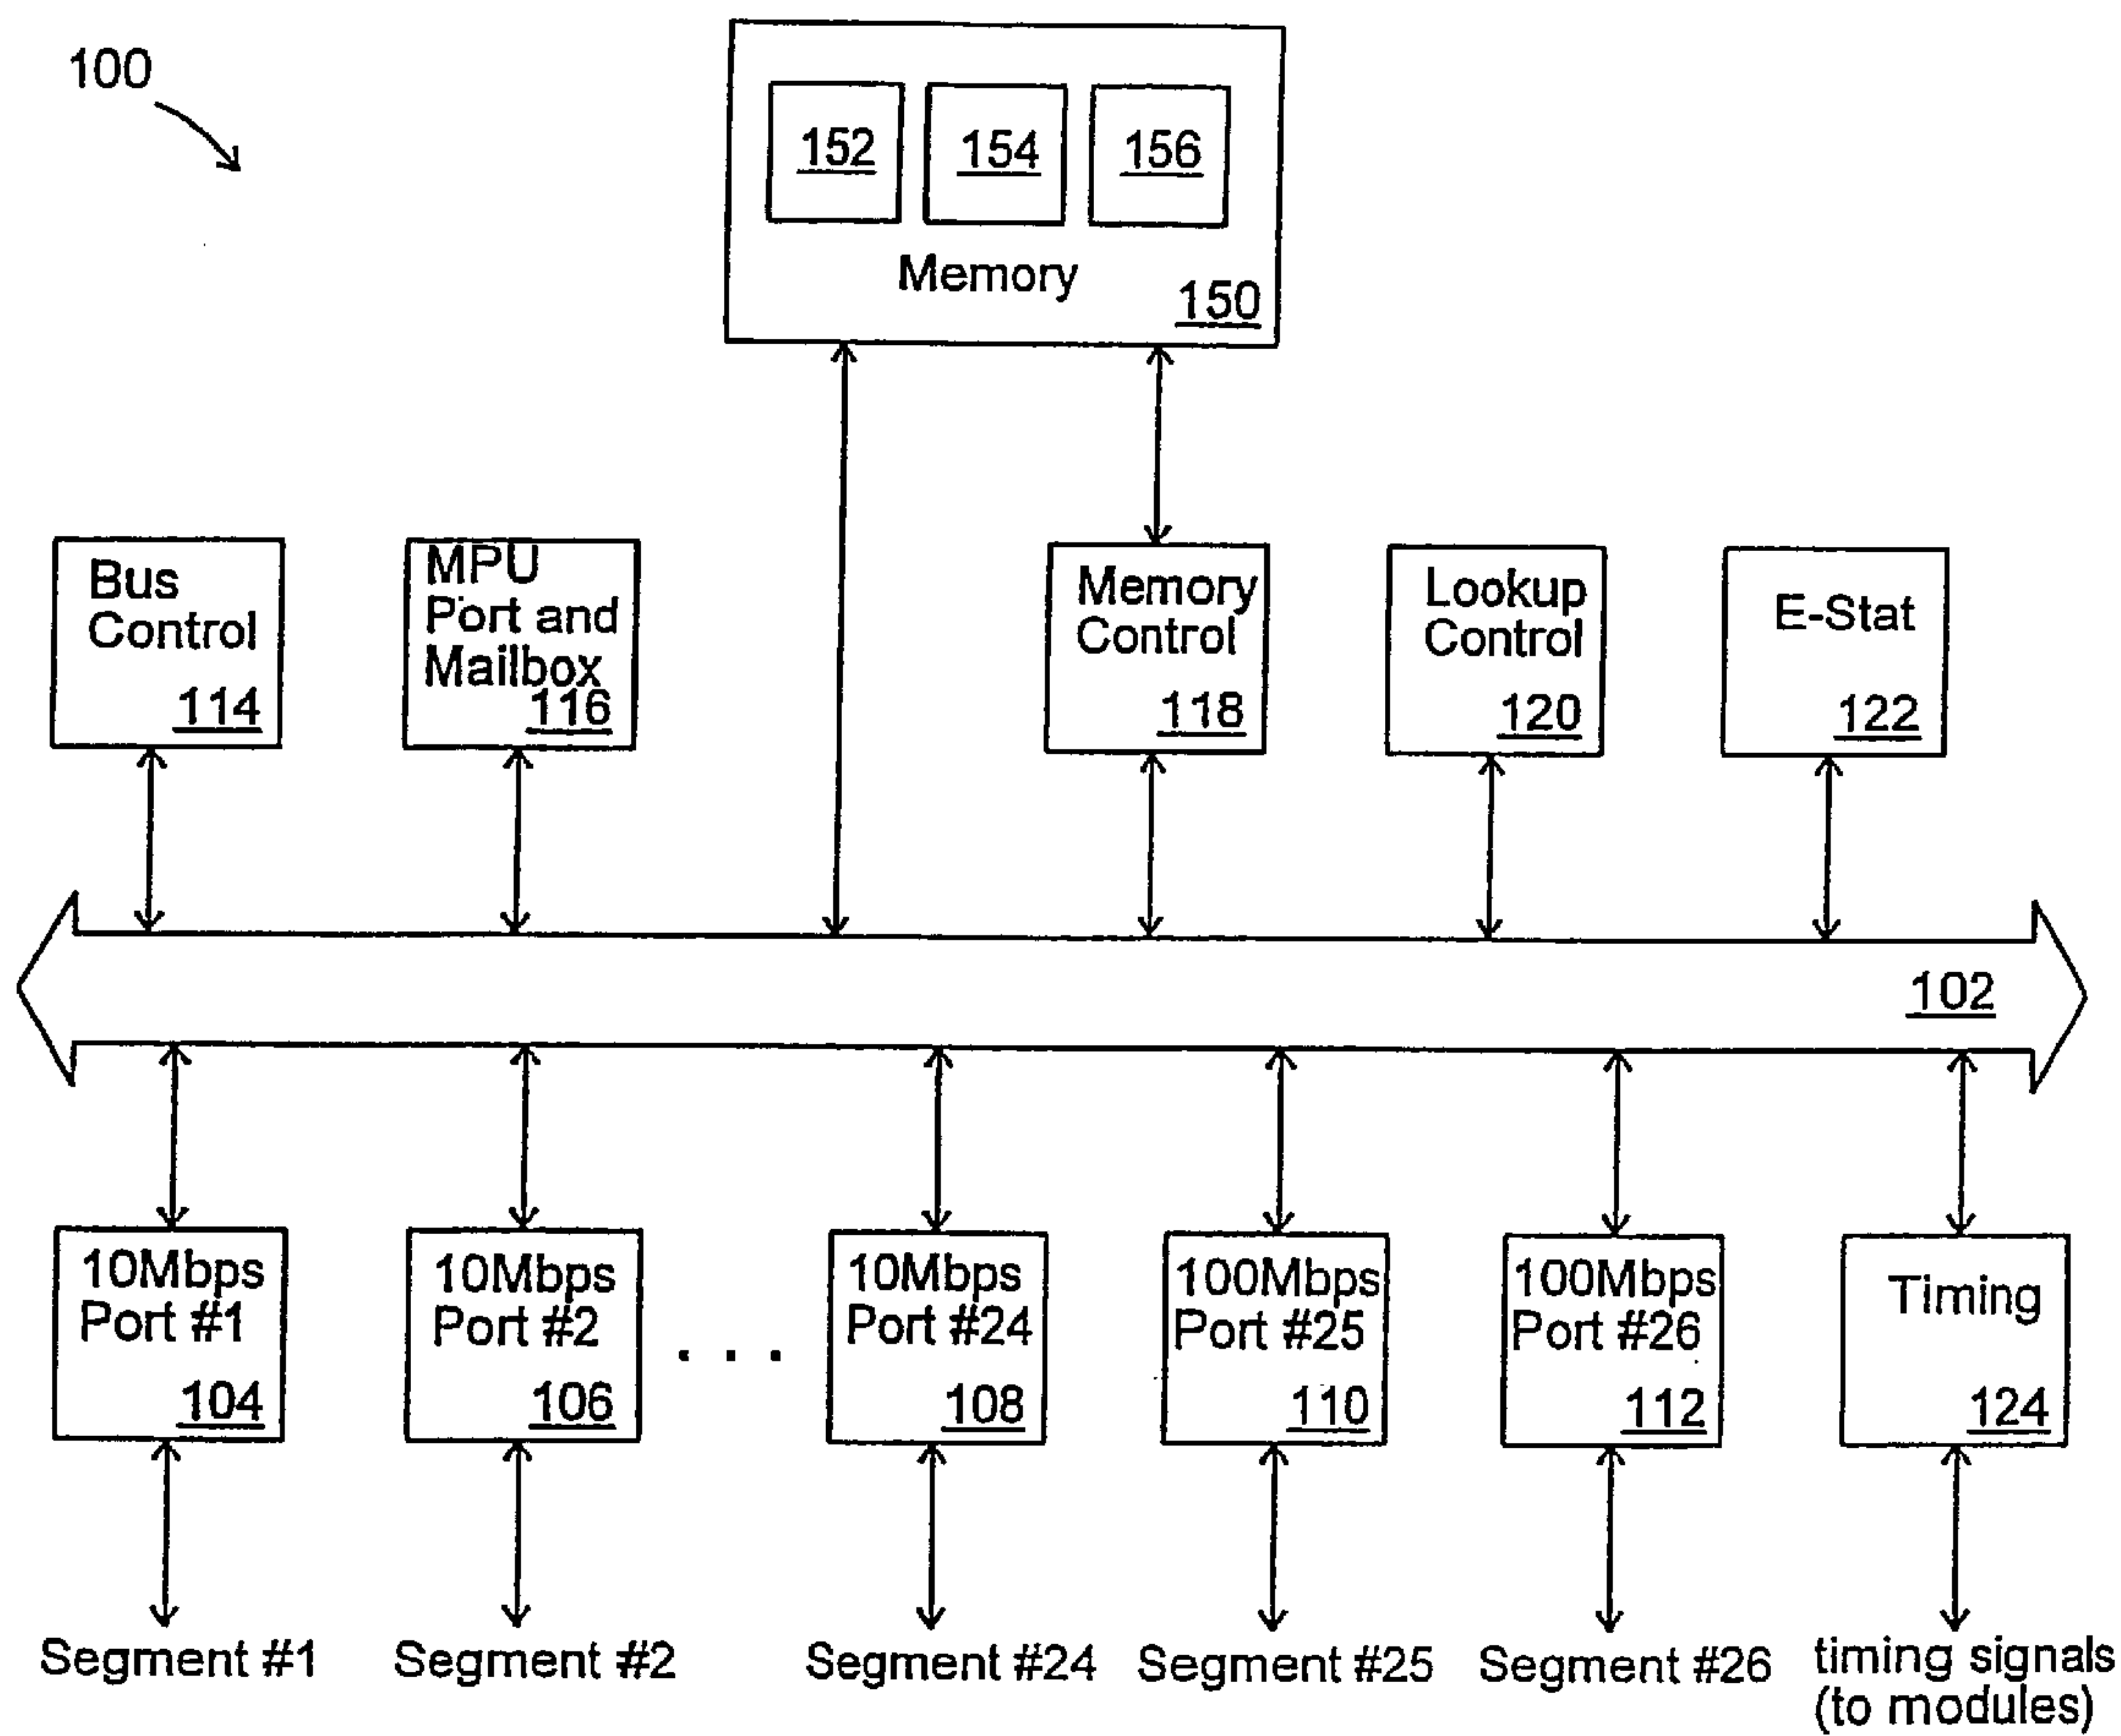 100
152 154 156
Memory
150
Bus
Control
114
MPU
Port and
Mailbox
116
Memory
Control
118
Lookup
Control
120
E-Stat
122
102
10Mbps
Port #1
104
10Mbps
Port #2
106
. . .
10Mbps
Port #24
108
100Mbps
Port #25
110
100Mbps
Port #26
112
Timing
124
Segment #1
Segment #2
Segment #24
Segment #25
Segment #26
timing signals
(to modules)